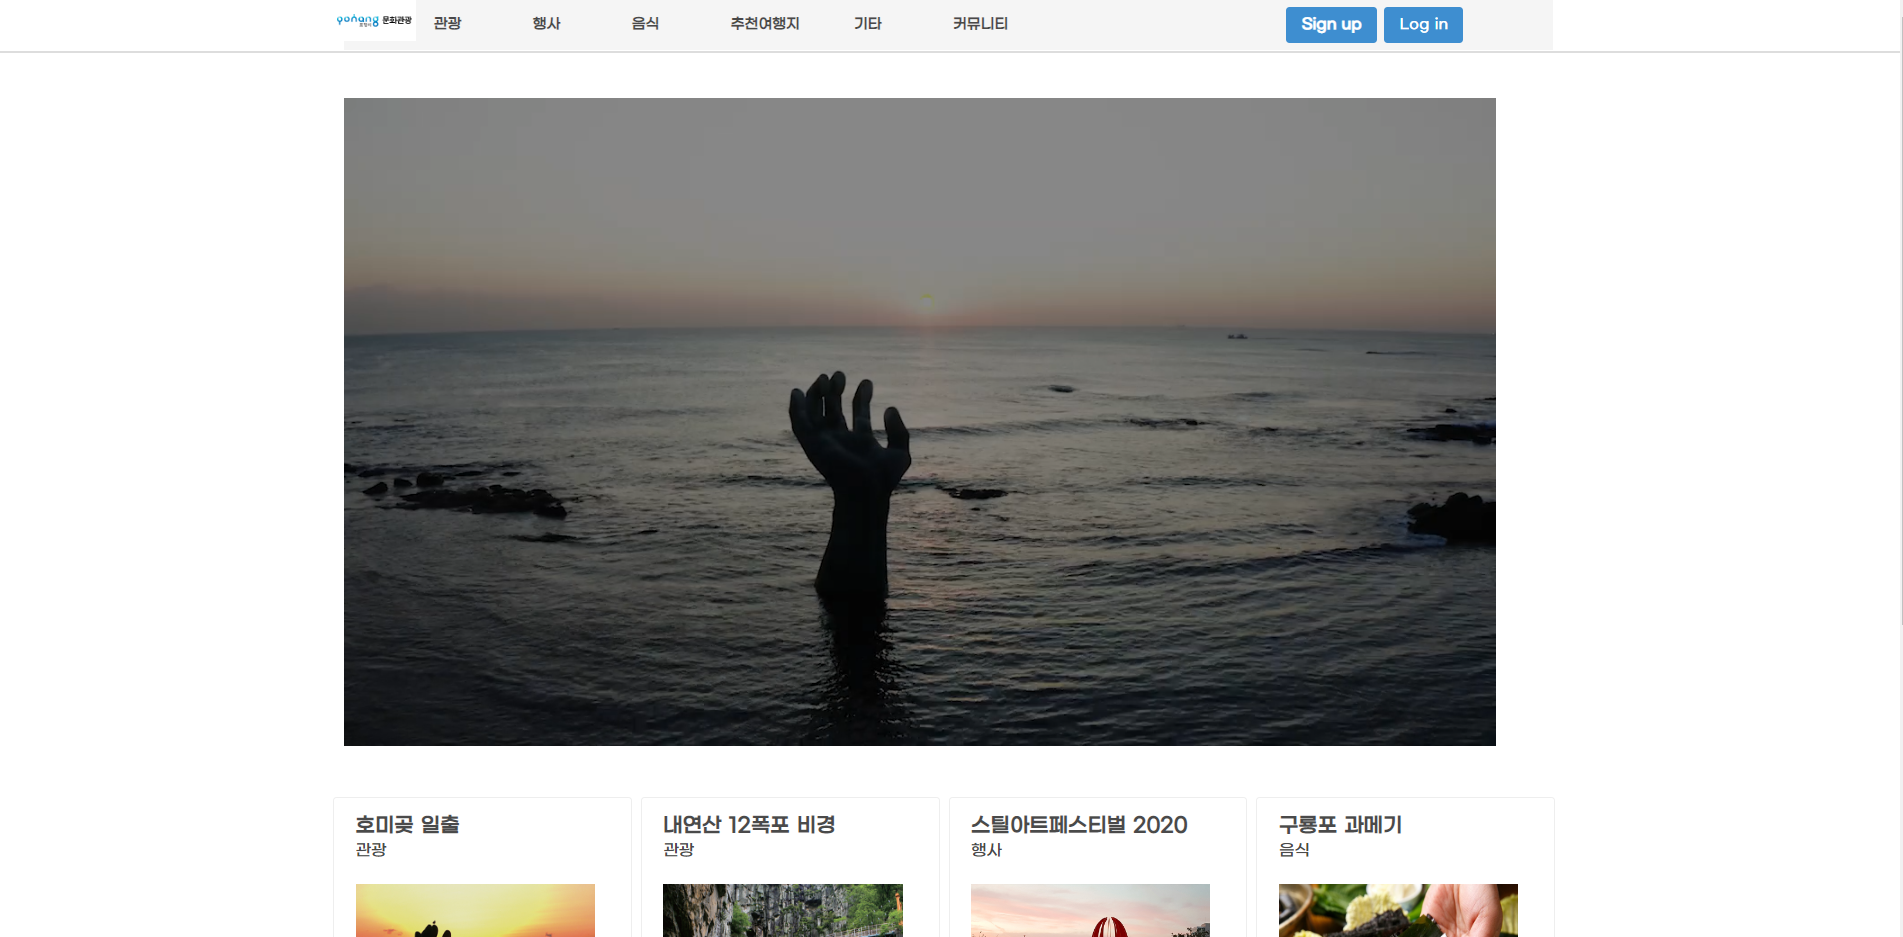 pohang 문화관광
포항시
관광 행사 음식 추천여행지 기타 커뮤니티 Sign up Log in
호미곶 일출
관광
내연산 12폭포 비경
관광
스틸아트페스티벌 2020
행사
구룡포 과메기
음식